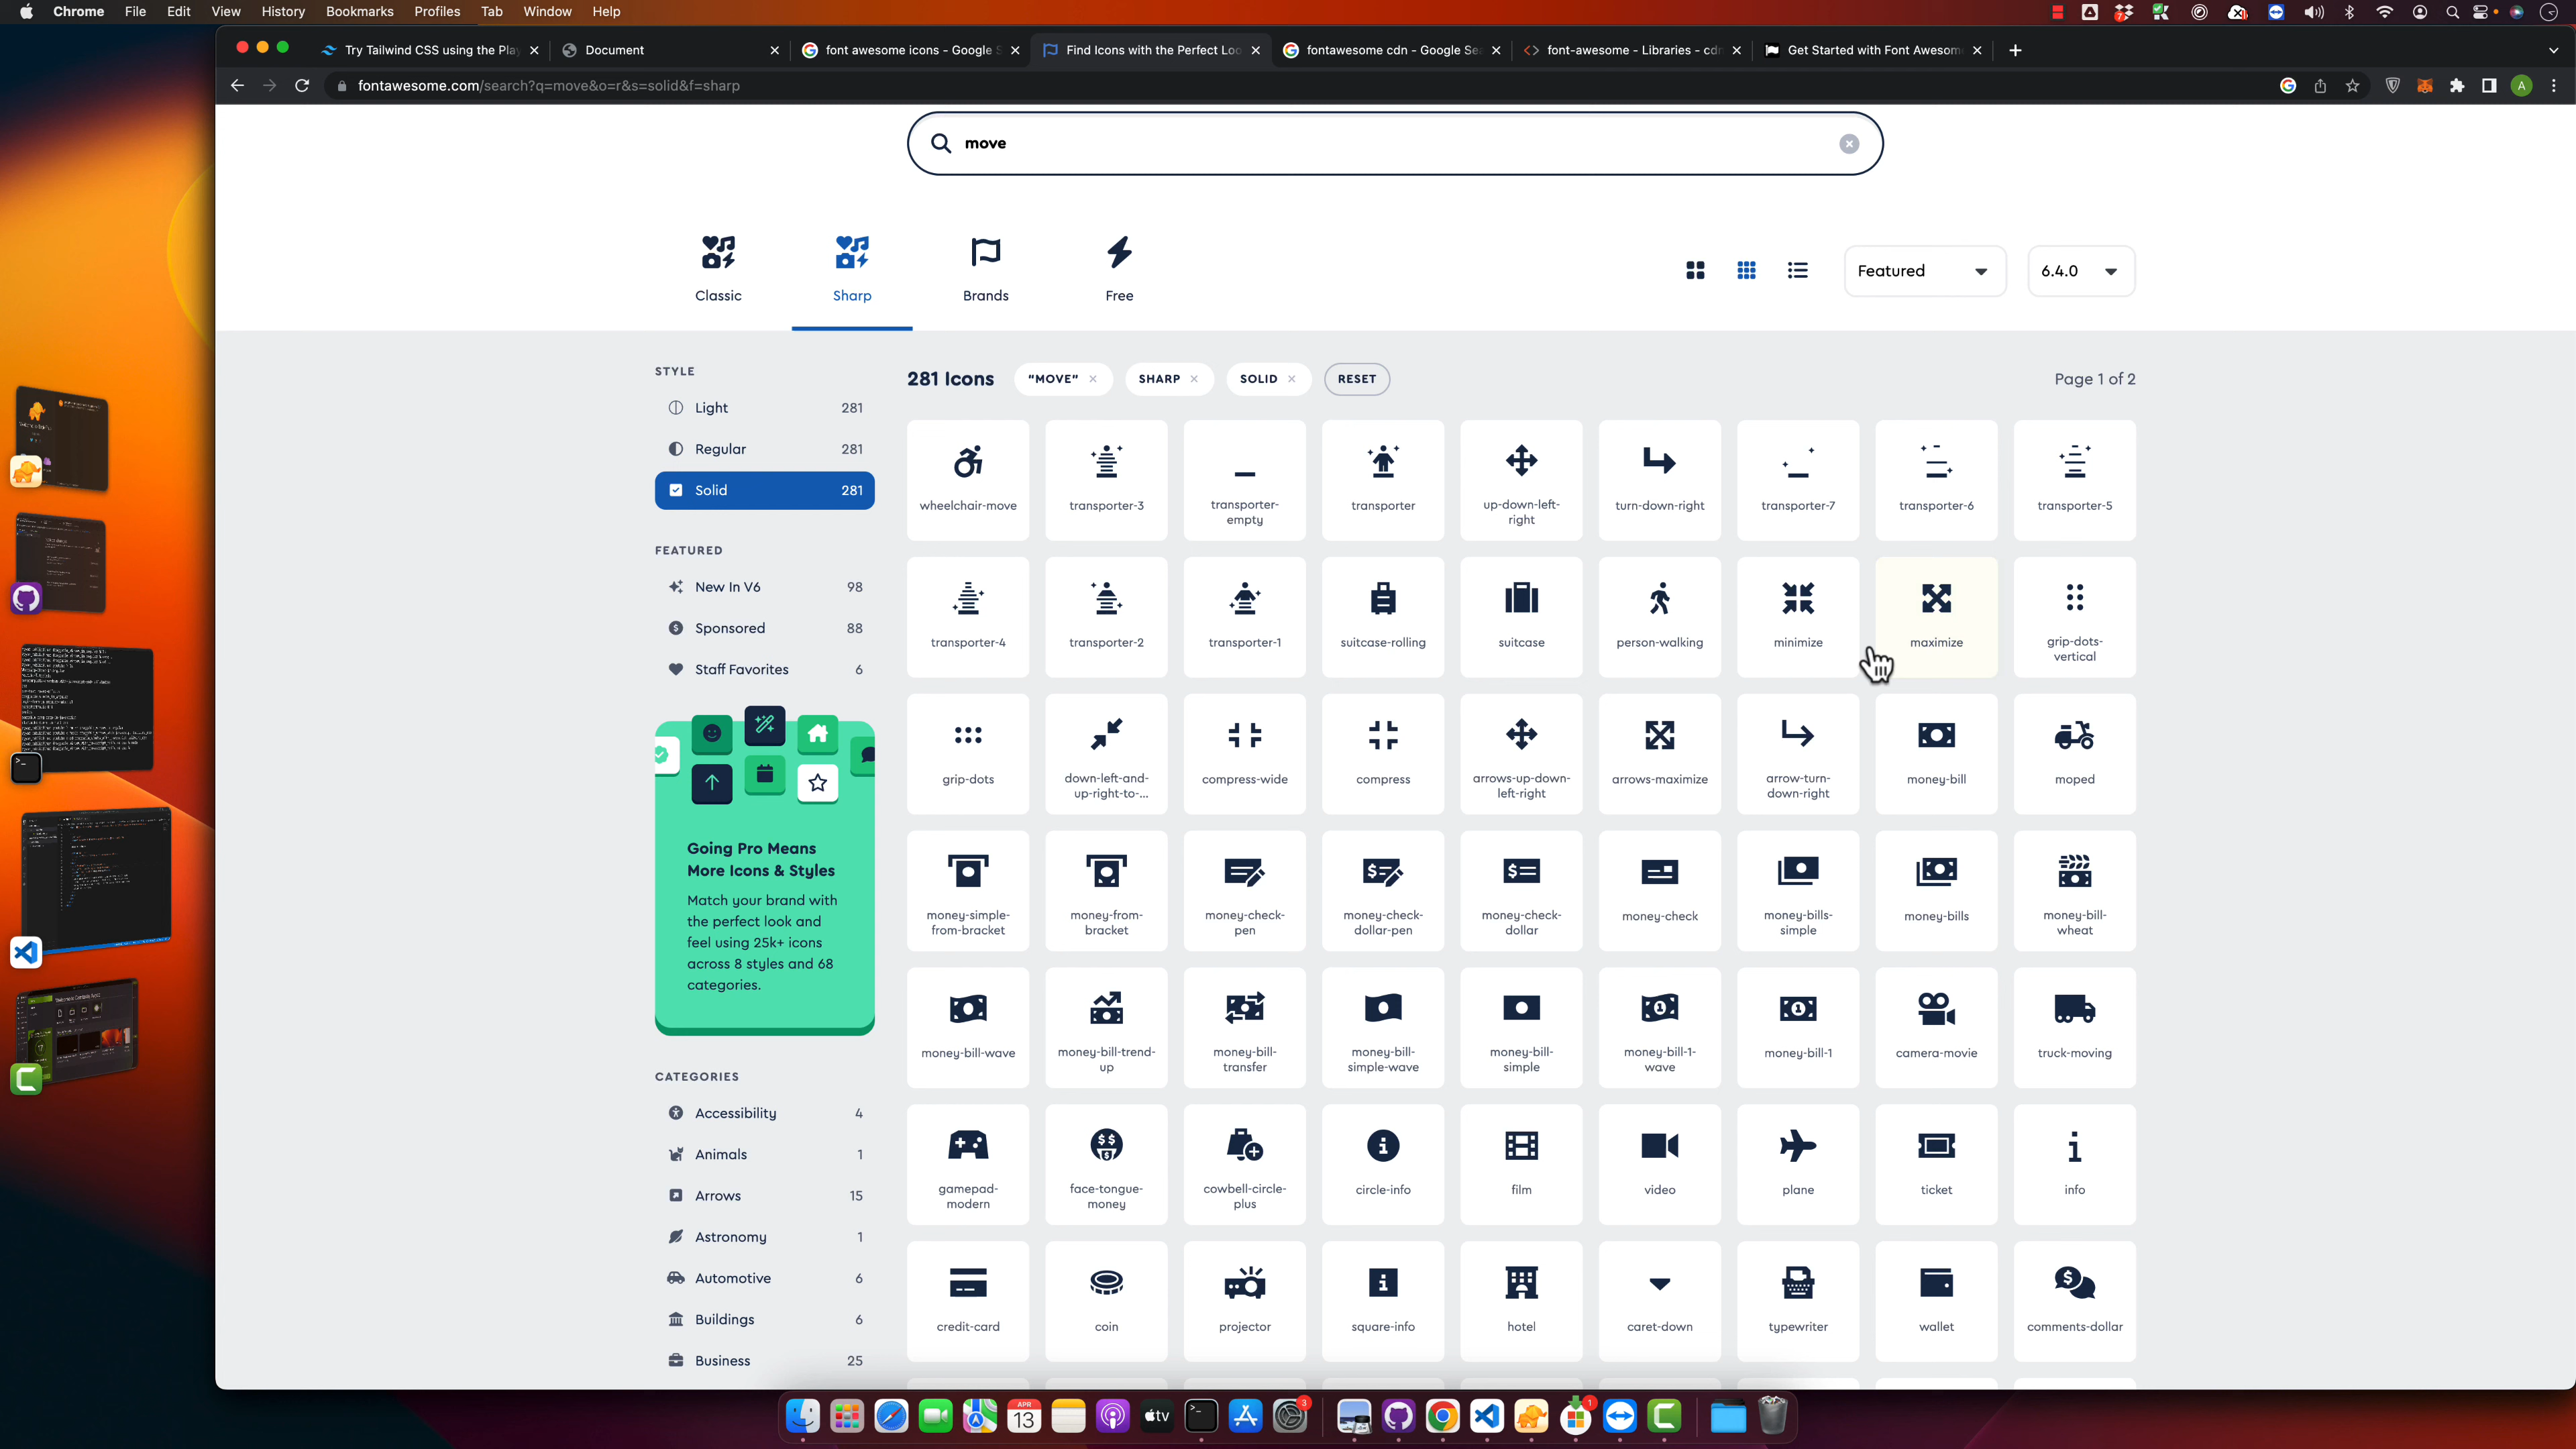 Chrome File Edit View History Bookmarks Profiles Tab Window Help
Try Tailwind CSS using the Play
Document
font awesome icons - Google S
Find Icons with the Perfect Loo
fontawesome cdn - Google Sea
font-awesome - Libraries - cdn
Get Started with Font Awesom
fontawesome.com/search?q=move&o=r&s=solid&f=sharp
A
move
Classic
Sharp
Brands
Free
Featured
6.4.0
STYLE
Light 281
Regular 281
Solid 281
FEATURED
New In V6 98
Sponsored 88
Staff Favorites 6
Going Pro Means
More Icons & Styles
Match your brand with
the perfect look and
feel using 25k+ icons
across 8 styles and 68
categories.
CATEGORIES
Accessibility 4
Animals 1
Arrows 15
Astronomy 1
Automotive 6
Buildings 6
Business 25
281 Icons "MOVE" SHARP SOLID RESET
Page 1 of 2
wheelchair-move
transporter-3
transporter-
empty
transporter
up-down-left-
right
turn-down-right
transporter-7
transporter-6
transporter-5
transporter-4
transporter-2
transporter-1
suitcase-rolling
suitcase
person-walking
minimize
maximize
grip-dots-
vertical
grip-dots
down-left-and-
up-right-to-...
compress-wide
compress
arrows-up-down-
left-right
arrows-maximize
arrow-turn-
down-right
money-bill
moped
money-simple-
from-bracket
money-from-
bracket
money-check-
pen
money-check-
dollar-pen
money-check-
dollar
money-check
money-bills-
simple
money-bills
money-bill-
wheat
money-bill-wave
money-bill-trend-
up
money-bill-
transfer
money-bill-
simple-wave
money-bill-
simple
money-bill-1-
wave
money-bill-1
camera-movie
truck-moving
gamepad-
modern
face-tongue-
money
cowbell-circle-
plus
circle-info
film
video
plane
ticket
info
credit-card
coin
projector
square-info
hotel
caret-down
typewriter
wallet
comments-dollar
APR
13
tv
3
1